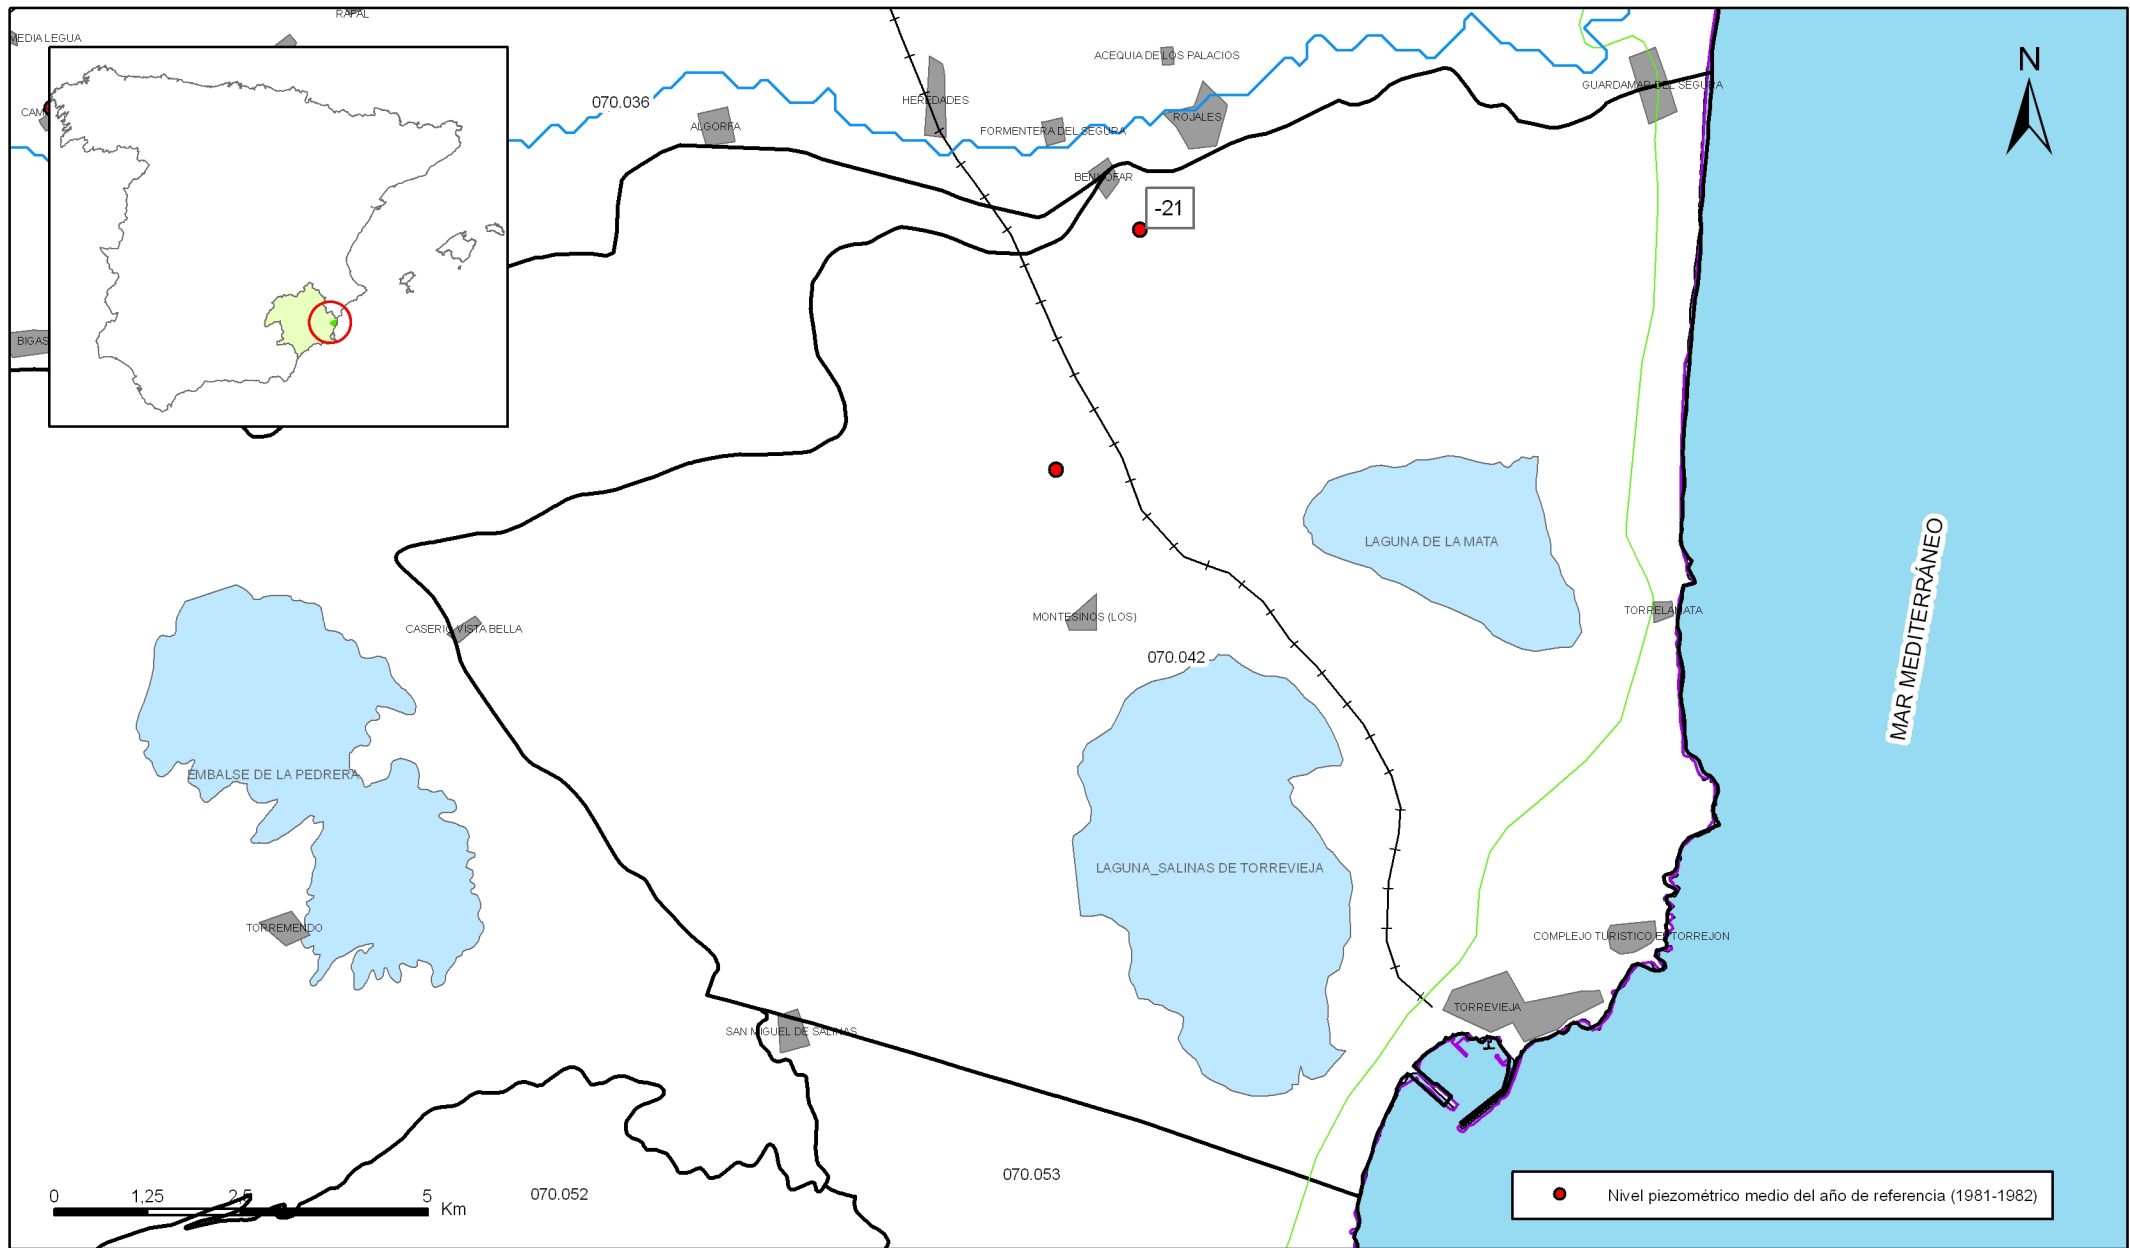 RAFAL
MEDIA LEGUA
ACEQUIA DE LOS PALACIOS
N
GUARDAMAR DEL SEGURA
070.036
HEREDADES
CAM
ALGORFA
FORMENTERA DEL SEGURA
ROJALES
BENIJOFAR
-21
BIGAS
LAGUNA DE LA MATA
MAR MEDITERRÁNEO
CASERIO VISTA BELLA
MONTESINOS (LOS)
TORRELAMATA
070.042
EMBALSE DE LA PEDRERA
LAGUNA_SALINAS DE TORREVIEJA
TORREMENDO
COMPLEJO TURISTICO EL TORREJON
TORREVIEJA
SAN MIGUEL DE SALINAS
070.053
070.052
0 1,25 2,5 5
Km
Nivel piezométrico medio del año de referencia (1981-1982)